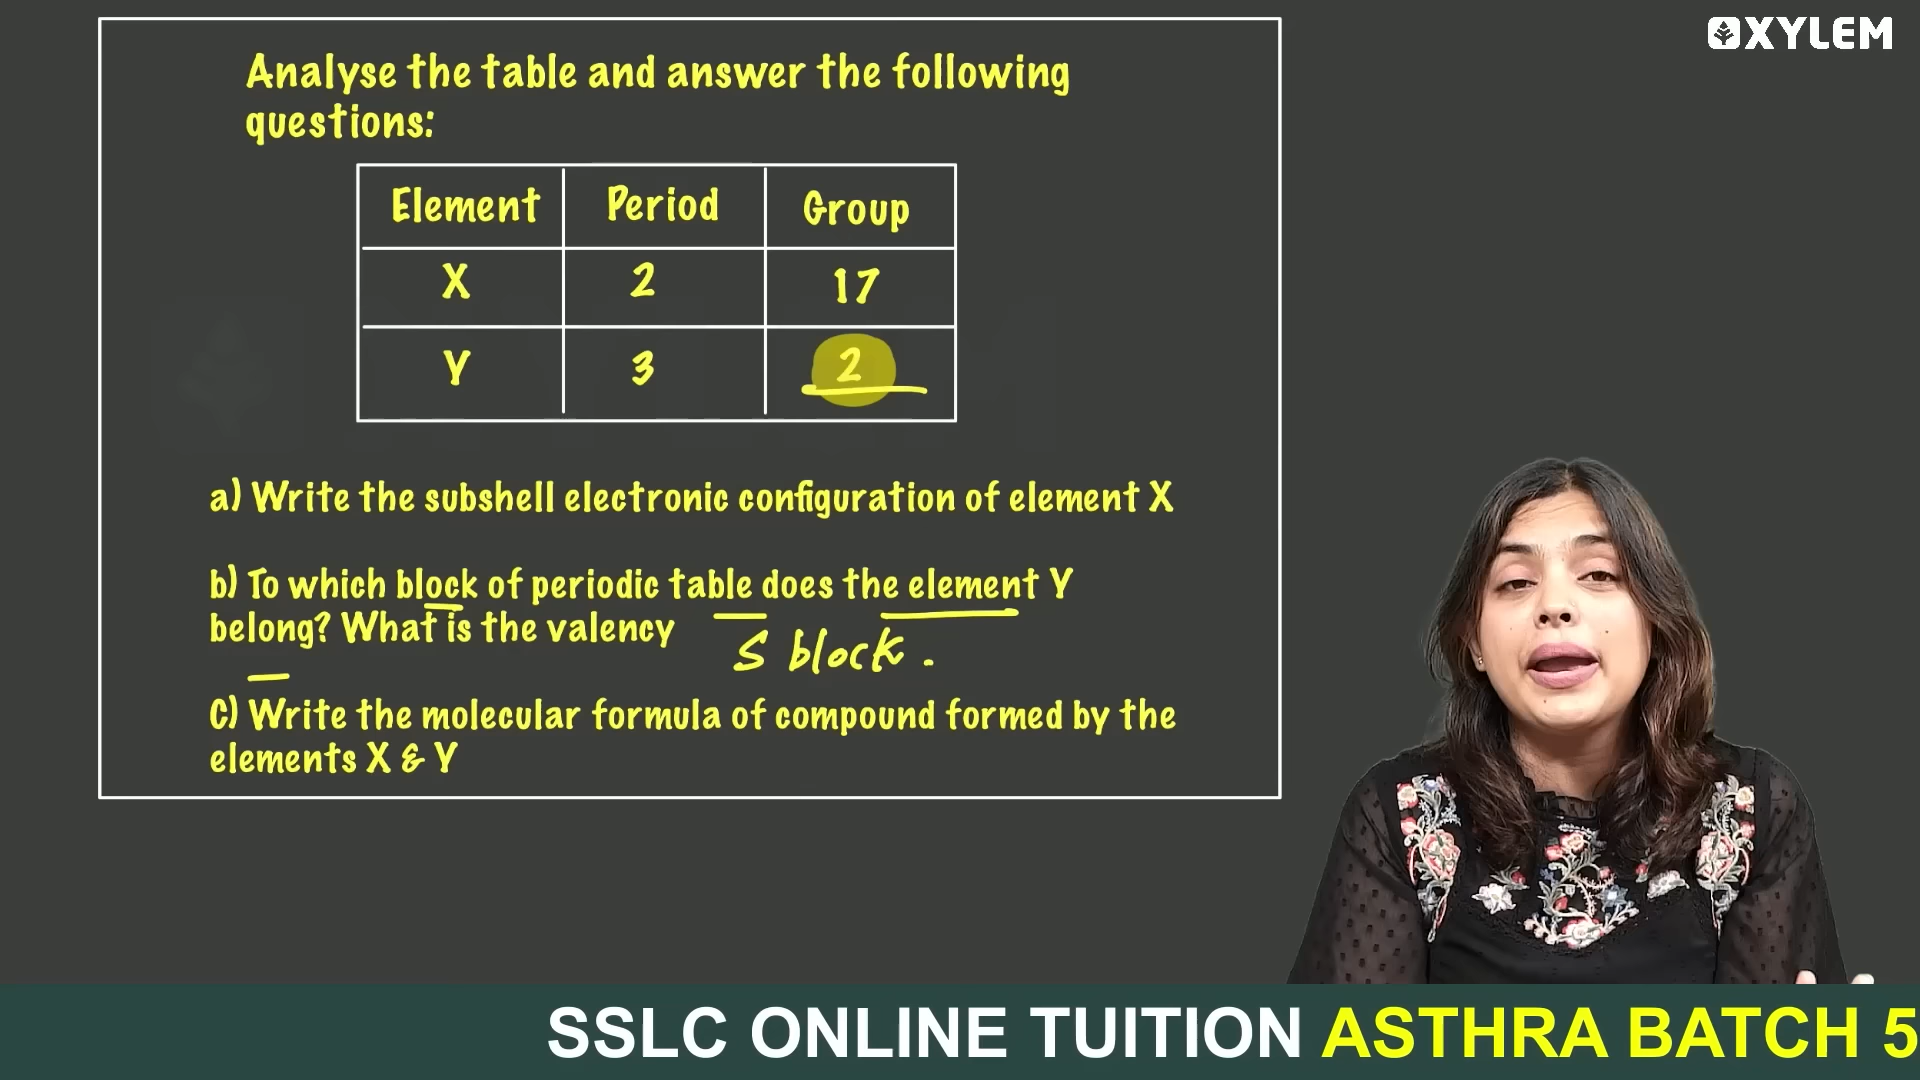 XYLEM
Analyse the table and answer the following
questions:
Element Period Group
X 2 17
Y 3 2
a) Write the subshell electronic configuration of element X
b) To which block of periodic table does the element Y
belong? What is the valency
S block.
C) Write the molecular formula of compound formed by the
elements X & Y
SSLC ONLINE TUITION ASTHRA BATCH 5